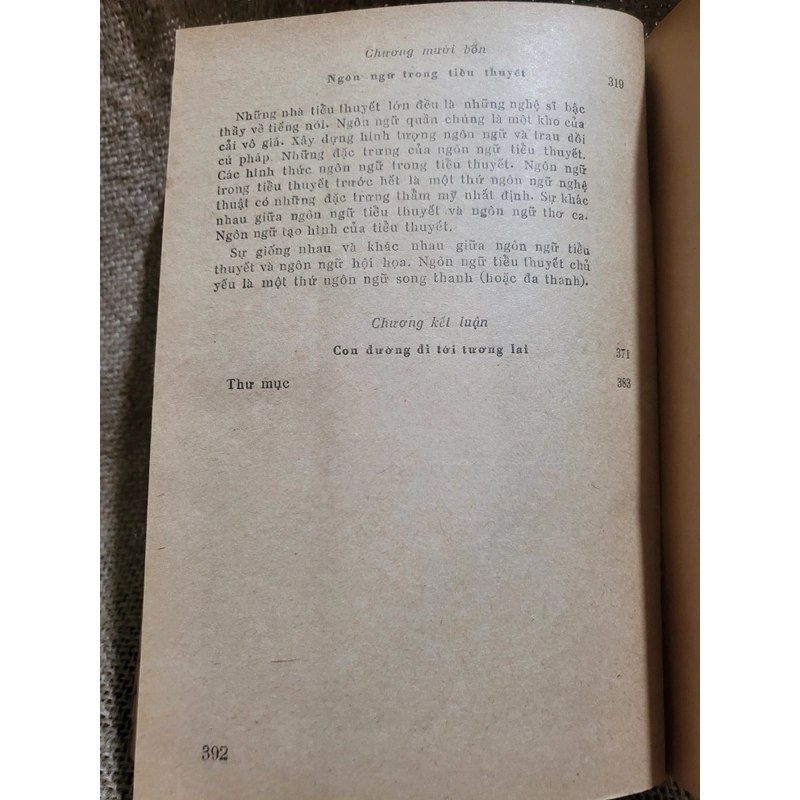 Chương mười bốn
Ngôn ngữ trong tiểu thuyết 319
Những nhà tiểu thuyết lớn đều là những nghệ sĩ bậc
thầy về tiếng nói. Ngôn ngữ quần chúng là một kho của
cải vô giá. Xây dựng hình tượng ngôn ngữ và trau dồi
cú pháp. Những đặc trưng của ngôn ngữ tiểu thuyết.
Các hình thức ngôn ngữ trong tiểu thuyết. Ngôn ngữ
trong tiểu thuyết trước hết là một thứ ngôn ngữ nghệ
thuật có những đặc trưng thẩm mỹ nhất định. Sự khác
nhau giữa ngôn ngữ tiểu thuyết và ngôn ngữ thơ ca.
Ngôn ngữ tạo hình của tiểu thuyết.
Sự giống nhau và khác nhau giữa ngôn ngữ tiểu
thuyết và ngôn ngữ hội họa. Ngôn ngữ tiểu thuyết chủ
yếu là một thứ ngôn ngữ song thanh (hoặc đa thanh).
Chương kết luận
Con đường đi tới tương lai 371
Thư mục 383
392